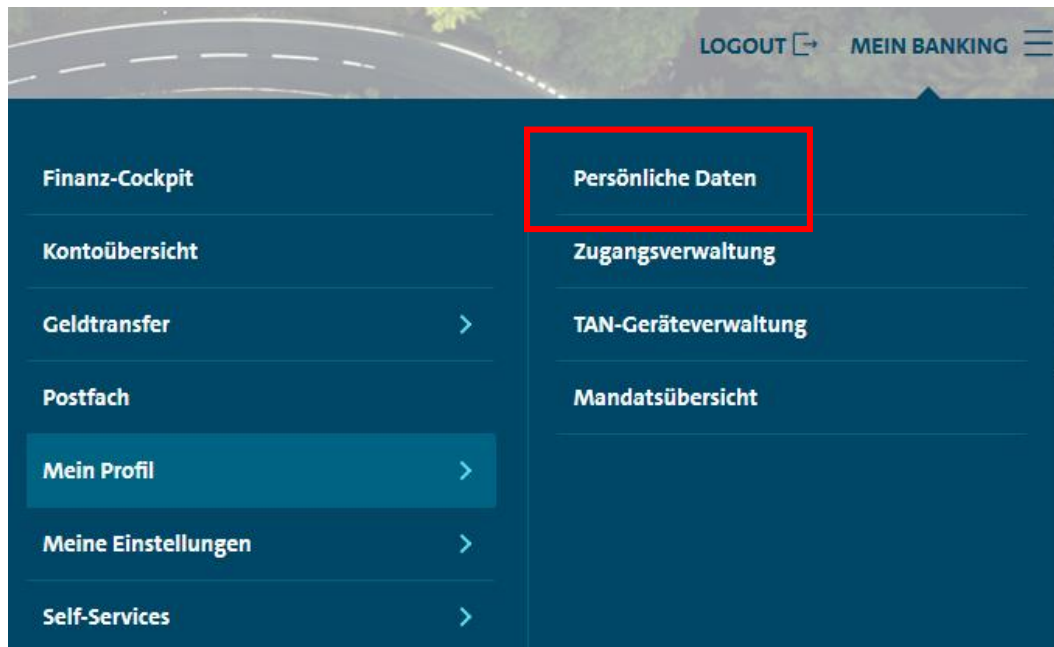 LOGOUT MEIN BANKING
Finanz-Cockpit
Kontoübersicht
Geldtransfer
Postfach
Mein Profil
Meine Einstellungen
Self-Services
Persönliche Daten
Zugangsverwaltung
TAN-Geräteverwaltung
Mandatsübersicht